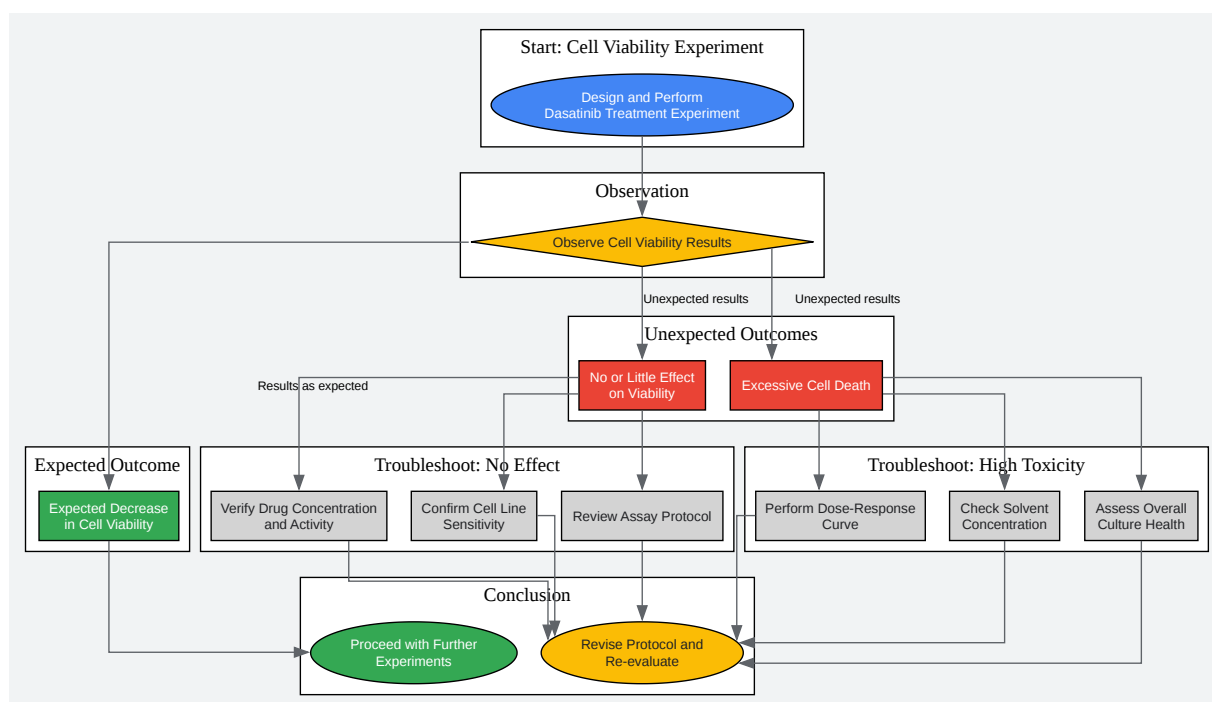 Start: Cell Viability Experiment
Design and Perform
Dasatinib Treatment Experiment
Observation
Observe Cell Viability Results
Unexpected results
Unexpected results
Unexpected Outcomes
No or Little Effect
on Viability
Excessive Cell Death
Results as expected
Expected Outcome
Expected Decrease
in Cell Viability
Troubleshoot: No Effect
Verify Drug Concentration
and Activity
Confirm Cell Line
Sensitivity
Review Assay Protocol
Troubleshoot: High Toxicity
Perform Dose-Response
Curve
Check Solvent
Concentration
Assess Overall
Culture Health
Conclusion
Proceed with Further
Experiments
Revise Protocol and
Re-evaluate